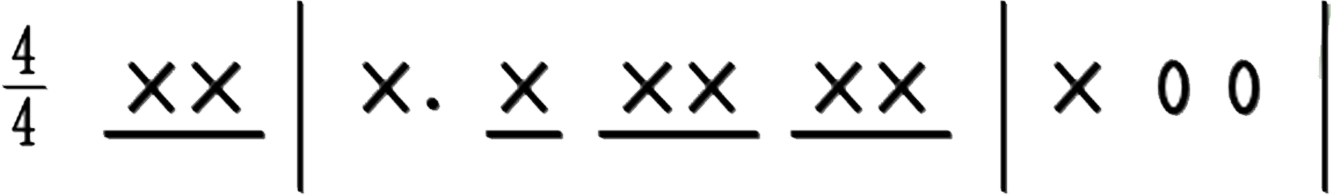 4/4 XX | X. X XX XX | X 0 0 |